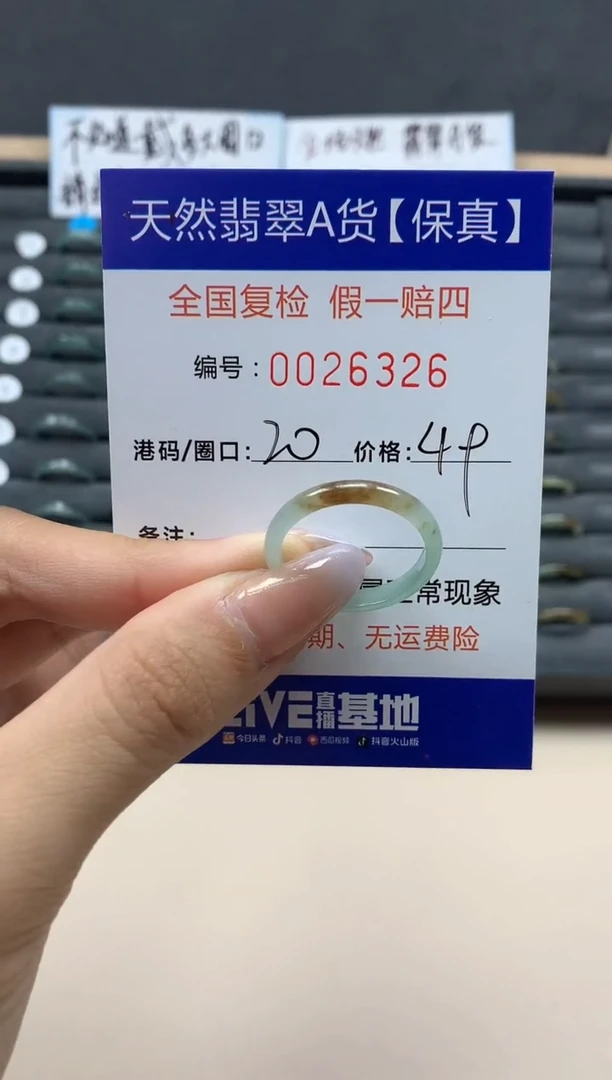 天然翡翠A货【保真】
全国复检 假一赔四
编号:0026326
港码/圈口:20 价格:49
备注:
常现象
期、无运费险
LIVE直播基地
今日头条 抖音 西瓜视频 抖音火山版